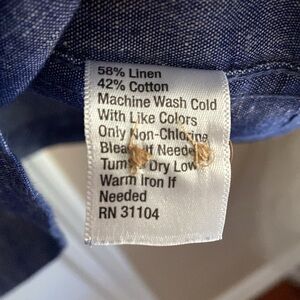 58% Linen
42% Cotton
Machine Wash Cold
With Like Colors
Only Non-Chlorine
Bleach If Needed
Tumble Dry Low
Warm Iron If
Needed
RN 31104